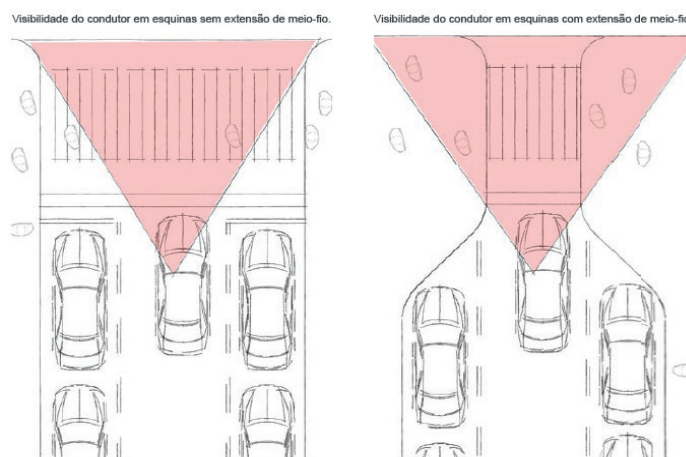 Visibilidade do condutor em esquinas sem extensão de meio-fio.
Visibilidade do condutor em esquinas com extensão de meio-fio